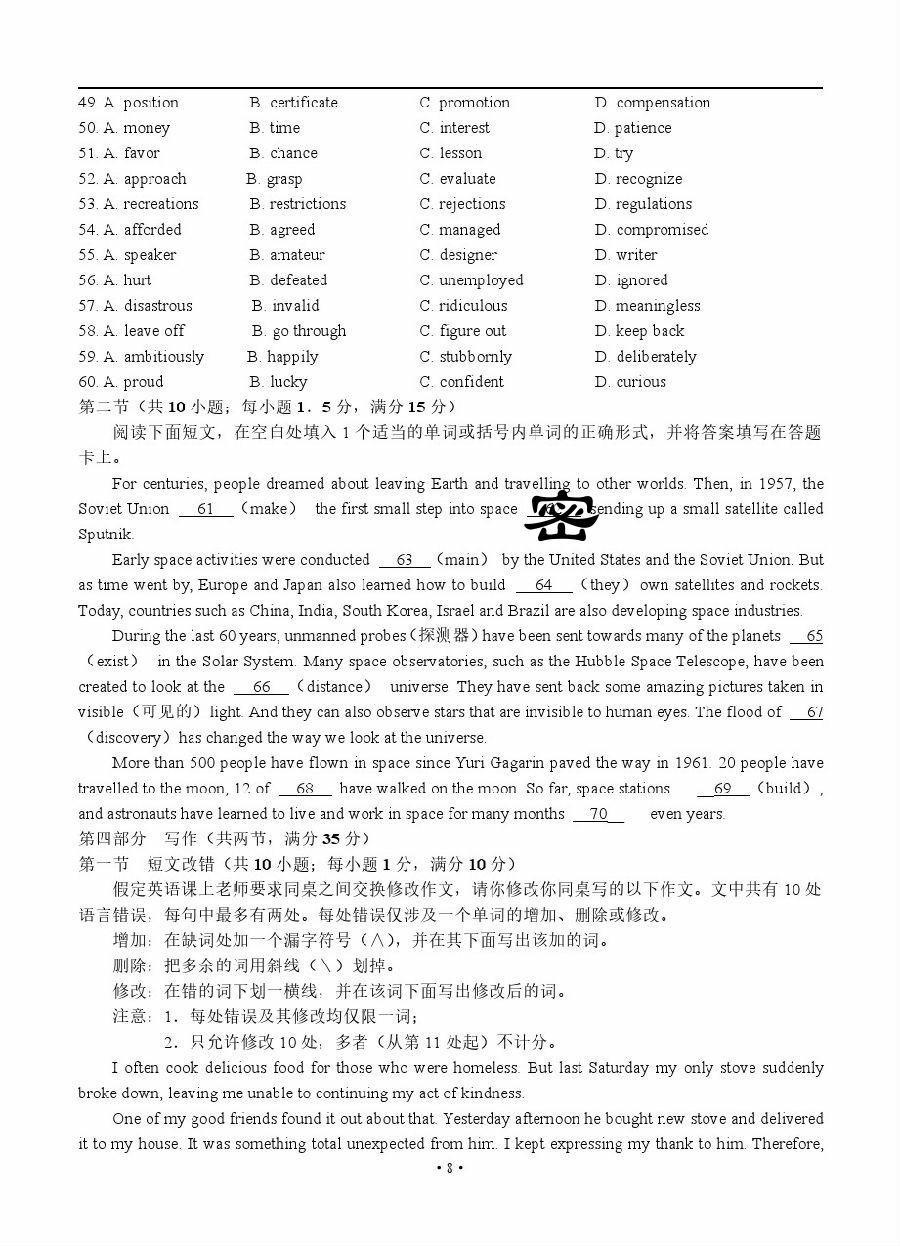 49. A. position B. certificate C. promotion D. compensation
50. A. money B. time C. interest D. patience
51. A. favor B. chance C. lesson D. try
52. A. approach B. grasp C. evaluate D. recognize
53. A. recreations B. restrictions C. rejections D. regulations
54. A. afforded B. agreed C. managed D. compromised
55. A. speaker B. amateur C. designer D. writer
56. A. hurt B. defeated C. unemployed D. ignored
57. A. disastrous B. invalid C. ridiculous D. meaningless
58. A. leave off B. go through C. figure out D. keep back
59. A. ambitiously B. happily C. stubbornly D. deliberately
60. A. proud B. lucky C. confident D. curious
第二节（共 10 小题；每小题 1．5 分，满分 15 分）
阅读下面短文，在空白处填入 1 个适当的单词或括号内单词的正确形式，并将答案填写在答题
卡上。
For centuries, people dreamed about leaving Earth and travelling to other worlds. Then, in 1957, the
Soviet Union 61 （make） the first small step into space 密 sending up a small satellite called
Sputnik.
Early space activities were conducted 63 （main） by the United States and the Soviet Union. But
as time went by, Europe and Japan also learned how to build 64 （they）own satellites and rockets.
Today, countries such as China, India, South Korea, Israel and Brazil are also developing space industries.
During the last 60 years, unmanned probes（探测器）have been sent towards many of the planets 65
（exist） in the Solar System. Many space observatories, such as the Hubble Space Telescope, have been
created to look at the 66 （distance） universe. They have sent back some amazing pictures taken in
visible（可见的）light. And they can also observe stars that are invisible to human eyes. The flood of 67
（discovery）has changed the way we look at the universe.
More than 500 people have flown in space since Yuri Gagarin paved the way in 1961. 20 people have
travelled to the moon, 12 of 68 have walked on the moon. So far, space stations 69 （build），
and astronauts have learned to live and work in space for many months 70 even years.
第四部分 写作（共两节，满分 35 分）
第一节 短文改错（共 10 小题；每小题 1 分，满分 10 分）
假定英语课上老师要求同桌之间交换修改作文，请你修改你同桌写的以下作文。文中共有 10 处
语言错误，每句中最多有两处。每处错误仅涉及一个单词的增加、删除或修改。
增加：在缺词处加一个漏字符号（∧），并在其下面写出该加的词。
删除：把多余的词用斜线（\）划掉。
修改：在错的词下划一横线，并在该词下面写出修改后的词。
注意：1．每处错误及其修改均仅限一词；
2．只允许修改 10 处，多者（从第 11 处起）不计分。
I often cook delicious food for those who were homeless. But last Saturday my only stove suddenly
broke down, leaving me unable to continuing my act of kindness.
One of my good friends found it out about that. Yesterday afternoon he bought new stove and delivered
it to my house. It was something total unexpected from him. I kept expressing my thank to him. Therefore,
• 8 •